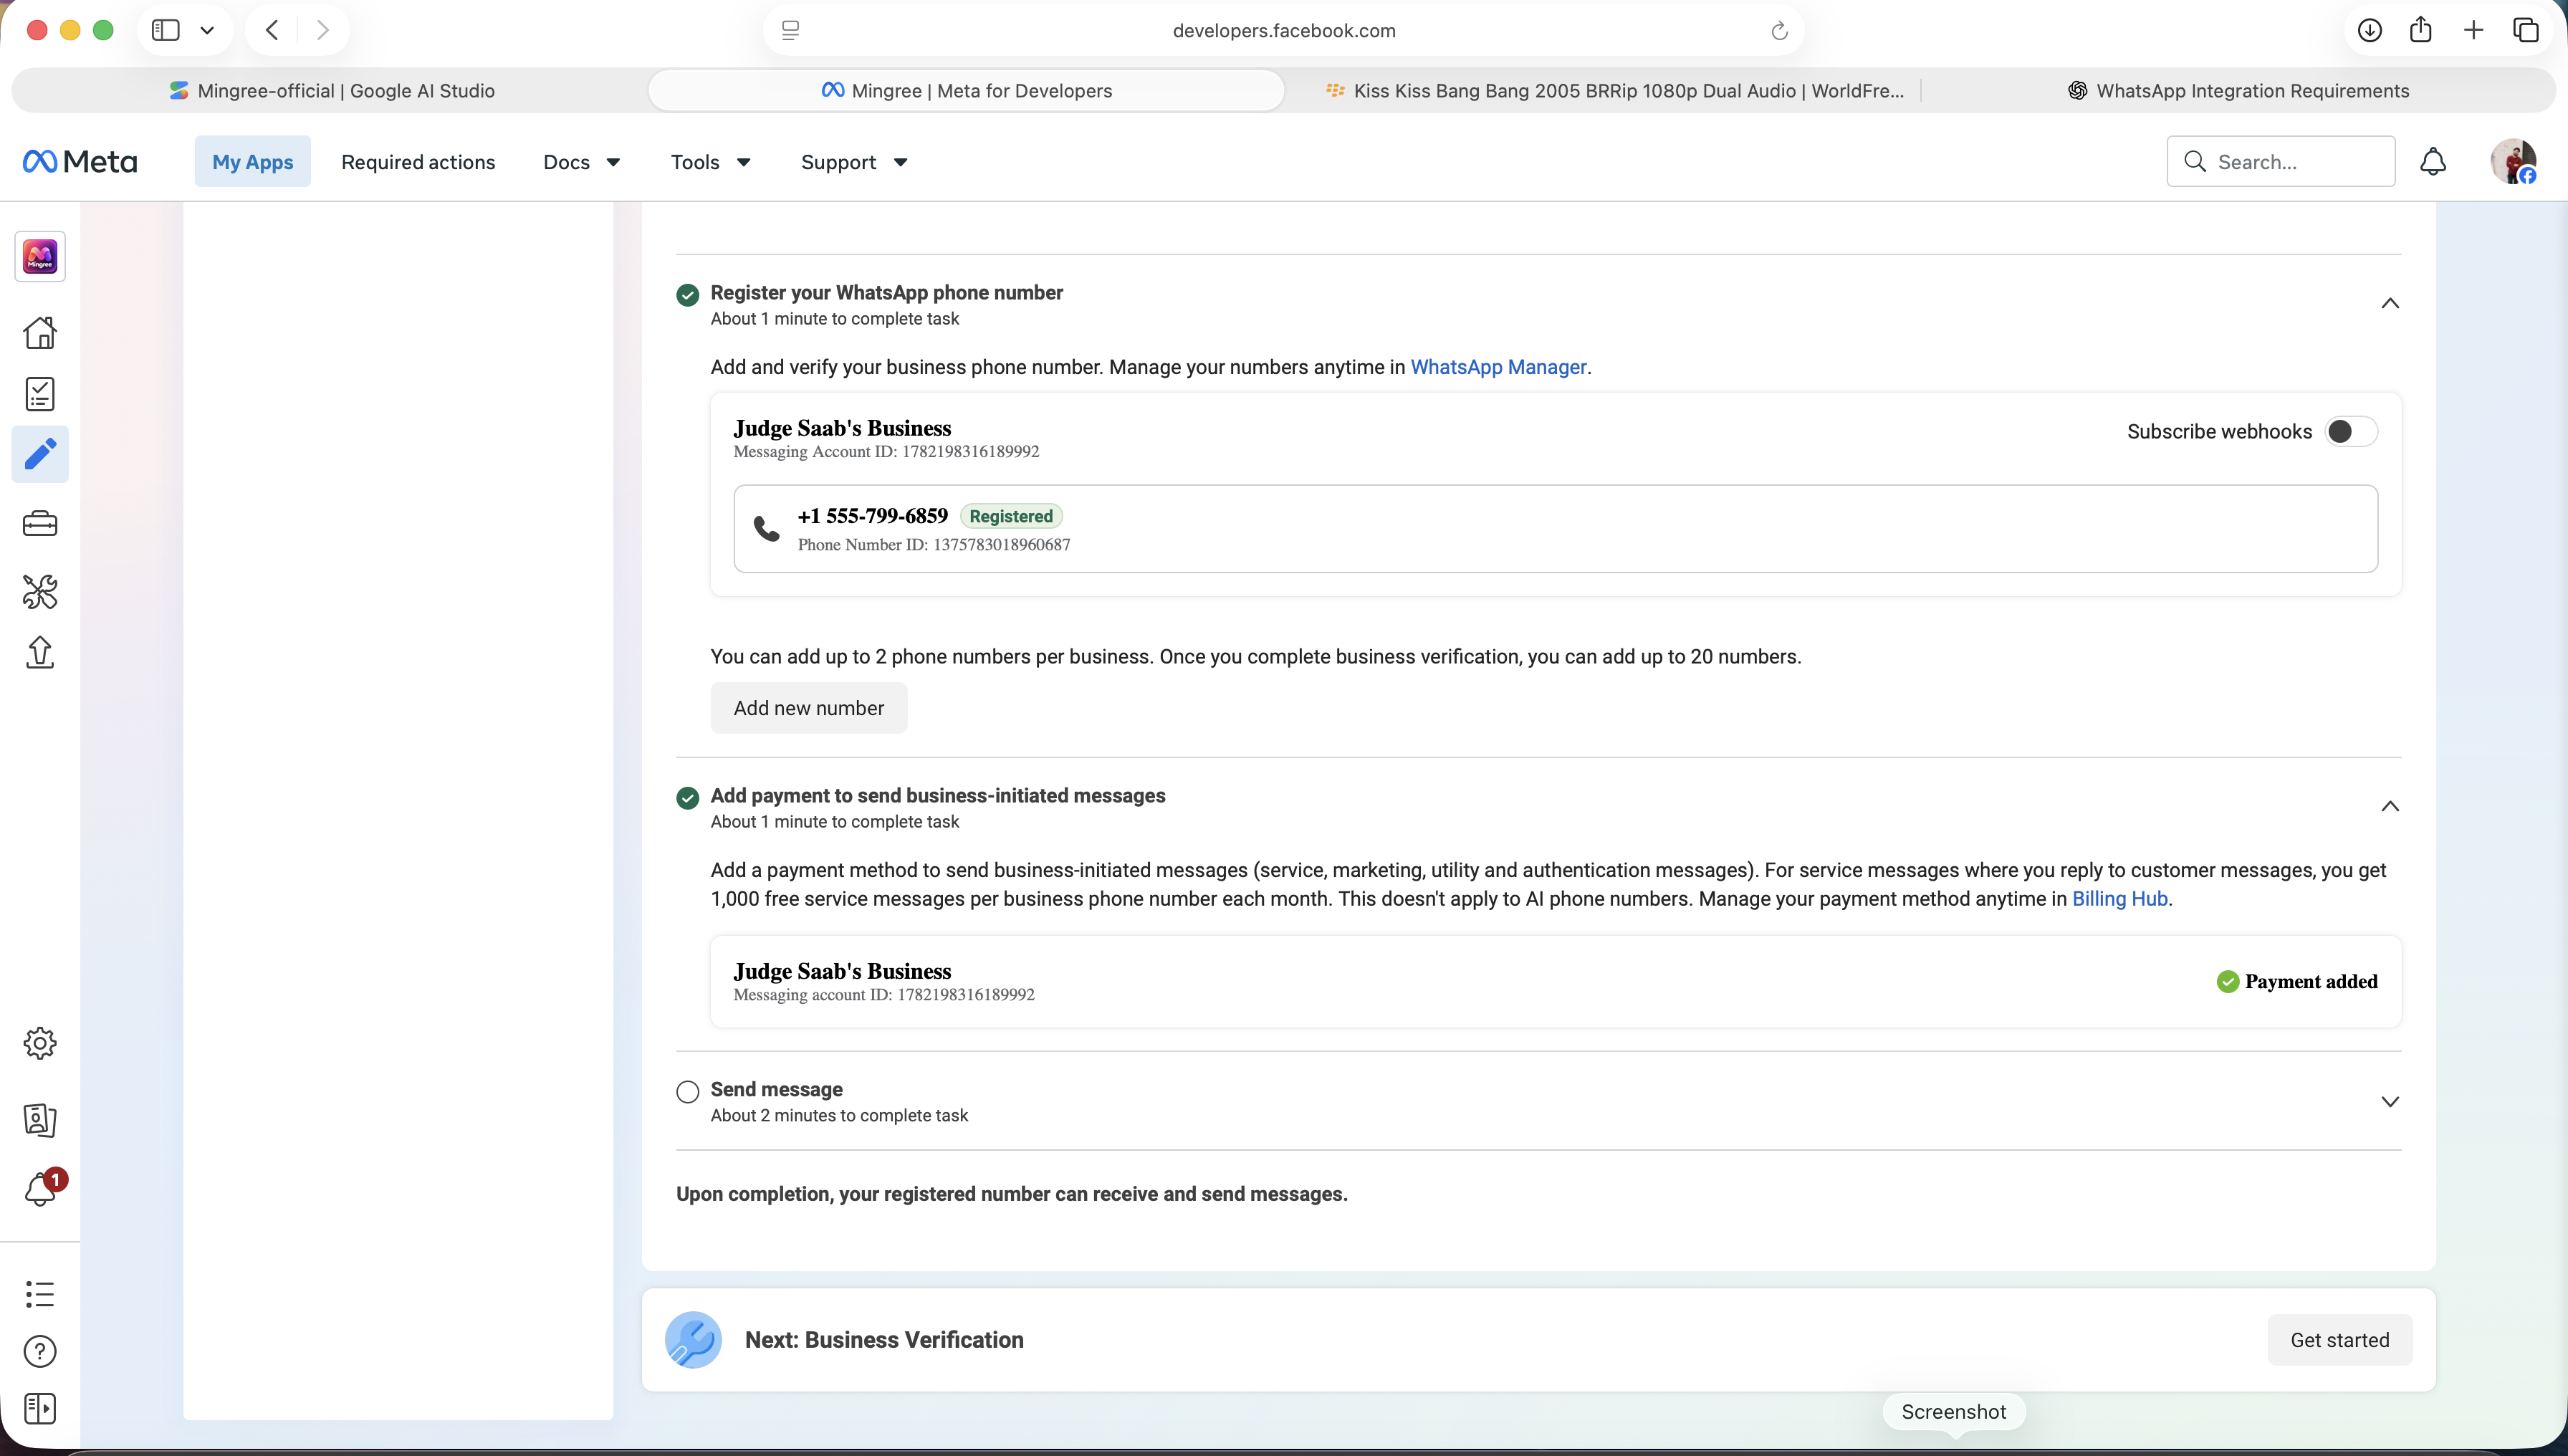 developers.facebook.com
Mingree-official | Google AI Studio
Mingree | Meta for Developers
Kiss Kiss Bang Bang 2005 BRRip 1080p Dual Audio | WorldFre...
WhatsApp Integration Requirements
Meta
My Apps
Required actions
Docs
Tools
Support
Search...
Mingree
Register your WhatsApp phone number
About 1 minute to complete task
Add and verify your business phone number. Manage your numbers anytime in WhatsApp Manager.
Judge Saab's Business
Messaging Account ID: 1782198316189992
Subscribe webhooks
+1 555-799-6859 Registered
Phone Number ID: 1375783018960687
You can add up to 2 phone numbers per business. Once you complete business verification, you can add up to 20 numbers.
Add new number
Add payment to send business-initiated messages
About 1 minute to complete task
Add a payment method to send business-initiated messages (service, marketing, utility and authentication messages). For service messages where you reply to customer messages, you get
1,000 free service messages per business phone number each month. This doesn't apply to AI phone numbers. Manage your payment method anytime in Billing Hub.
Judge Saab's Business
Messaging account ID: 1782198316189992
Payment added
Send message
About 2 minutes to complete task
1
Upon completion, your registered number can receive and send messages.
Next: Business Verification
Get started
Screenshot